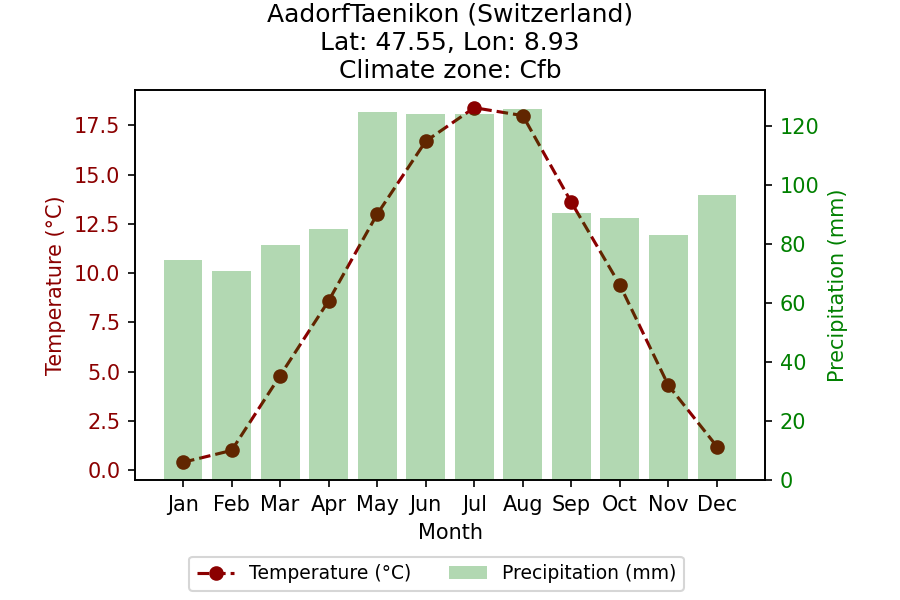 AadorfTaenikon (Switzerland)
Lat: 47.55, Lon: 8.93
Climate zone: Cfb
Temperature (°C)
17.5
15.0
12.5
10.0
7.5
5.0
2.5
0.0
120
100
80
60
40
20
0
Precipitation (mm)
Jan Feb Mar Apr May Jun Jul Aug Sep Oct Nov Dec
Month
Temperature (°C) Precipitation (mm)